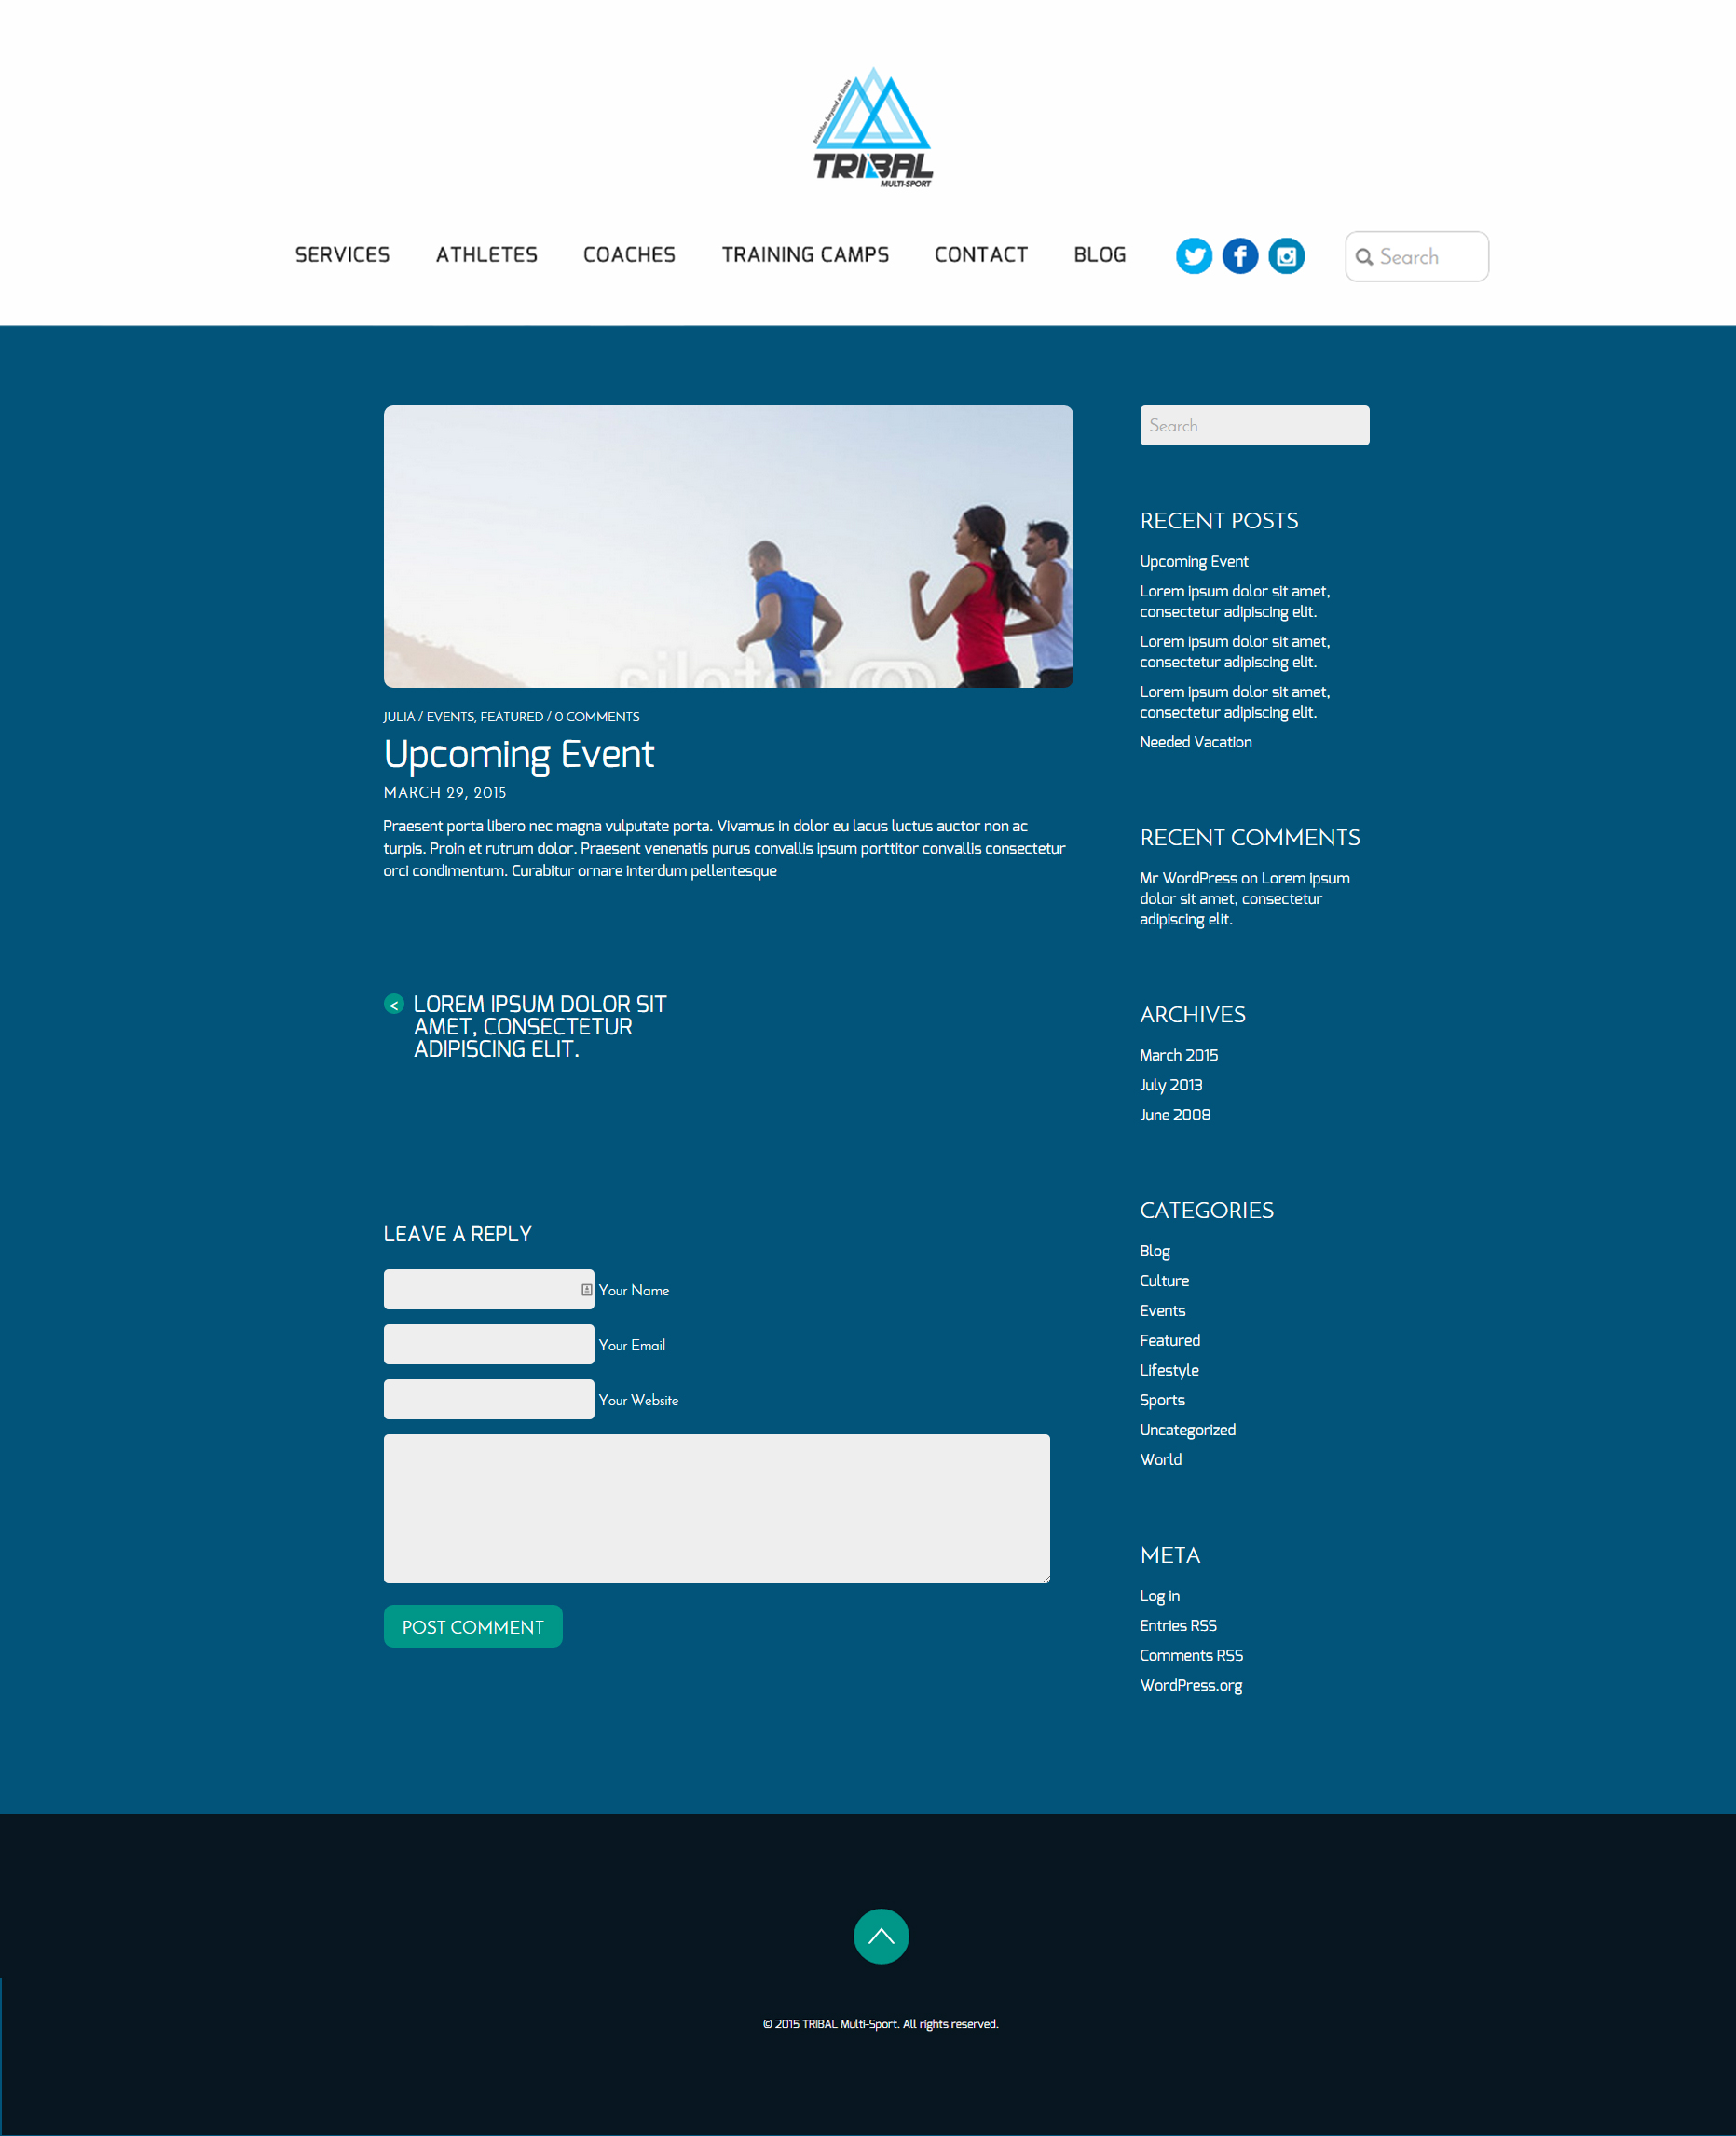 triathlon beyond all limits
TRIBAL
MULTI-SPORT
SERVICES ATHLETES COACHES TRAINING CAMPS CONTACT BLOG Search
Search
JULIA / EVENTS, FEATURED / 0 COMMENTS
Upcoming Event
MARCH 29, 2015
Praesent porta libero nec magna vulputate porta. Vivamus in dolor eu lacus luctus auctor non ac
turpis. Proin et rutrum dolor. Praesent venenatis purus convallis ipsum porttitor convallis consectetur
orci condimentum. Curabitur ornare interdum pellentesque
< LOREM IPSUM DOLOR SIT
AMET, CONSECTETUR
ADIPISCING ELIT.
LEAVE A REPLY
Your Name
Your Email
Your Website
POST COMMENT
RECENT POSTS
Upcoming Event
Lorem ipsum dolor sit amet,
consectetur adipiscing elit.
Lorem ipsum dolor sit amet,
consectetur adipiscing elit.
Lorem ipsum dolor sit amet,
consectetur adipiscing elit.
Needed Vacation
RECENT COMMENTS
Mr WordPress on Lorem ipsum
dolor sit amet, consectetur
adipiscing elit.
ARCHIVES
March 2015
July 2013
June 2008
CATEGORIES
Blog
Culture
Events
Featured
Lifestyle
Sports
Uncategorized
World
META
Log in
Entries RSS
Comments RSS
WordPress.org
© 2015 TRIBAL Multi-Sport. All rights reserved.